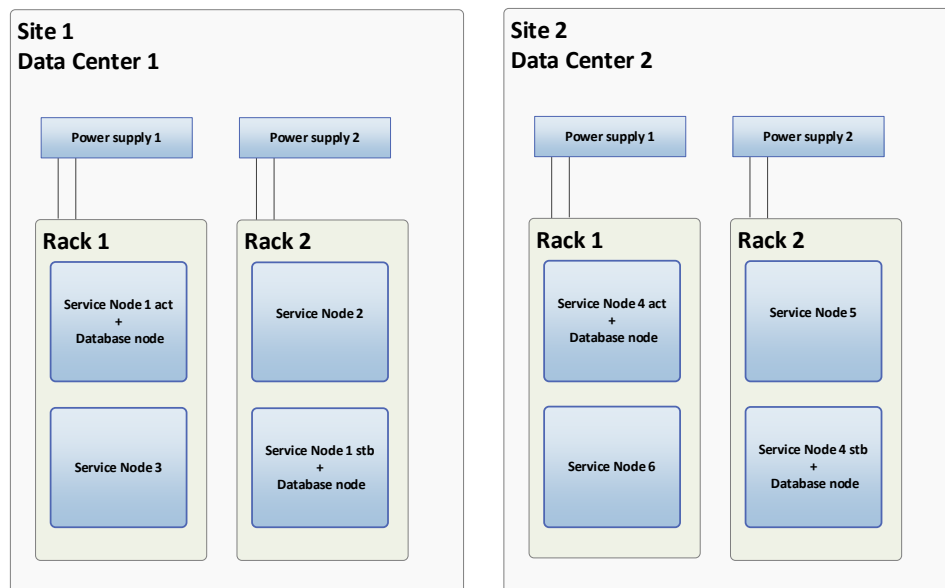 Site 1
Data Center 1
Power supply 1
Power supply 2
Rack 1
Service Node 1 act
+
Database node
Service Node 3
Rack 2
Service Node 2
Service Node 1 stb
+
Database node
Site 2
Data Center 2
Power supply 1
Power supply 2
Rack 1
Service Node 4 act
+
Database node
Service Node 6
Rack 2
Service Node 5
Service Node 4 stb
+
Database node